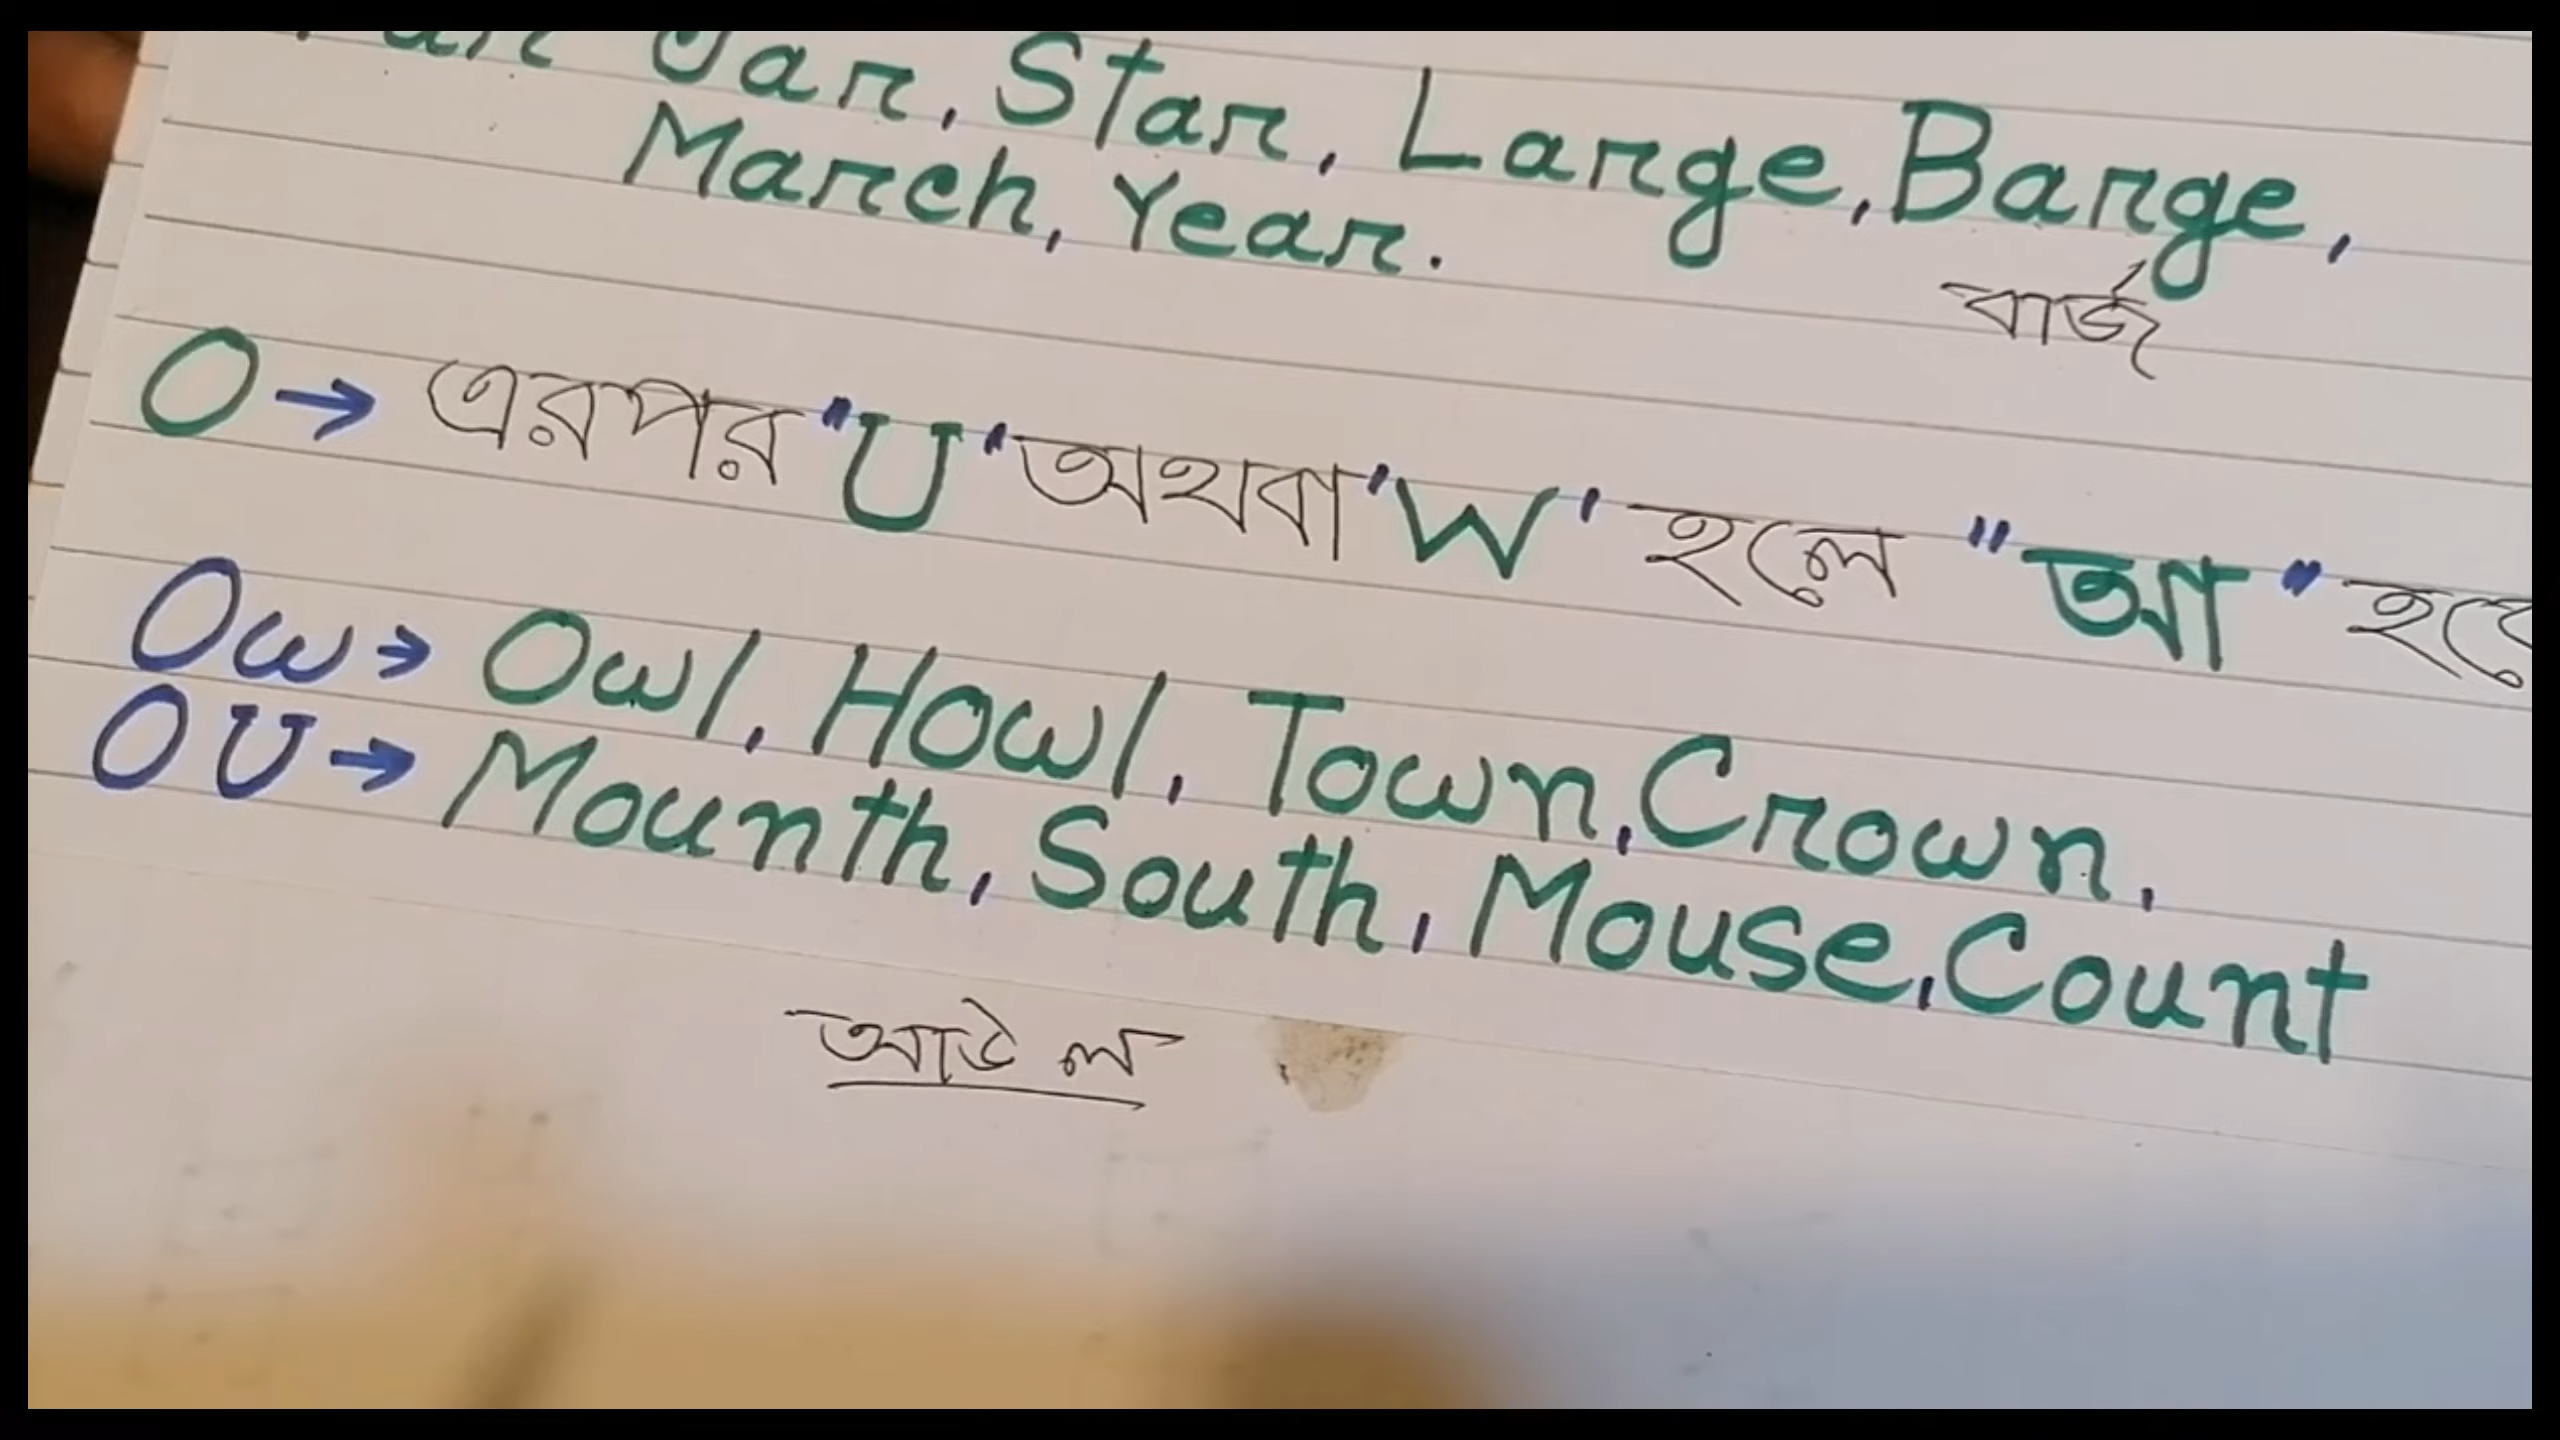 Jar, Star, Large, Barge,
March, Year.
বার্জ
O → এরপর "U" অথবা 'W' হলে "আ" হবে
Ow → Owl, Howl, Town, Crown,
OU → Mounth, South, Mouse, Count
আউল